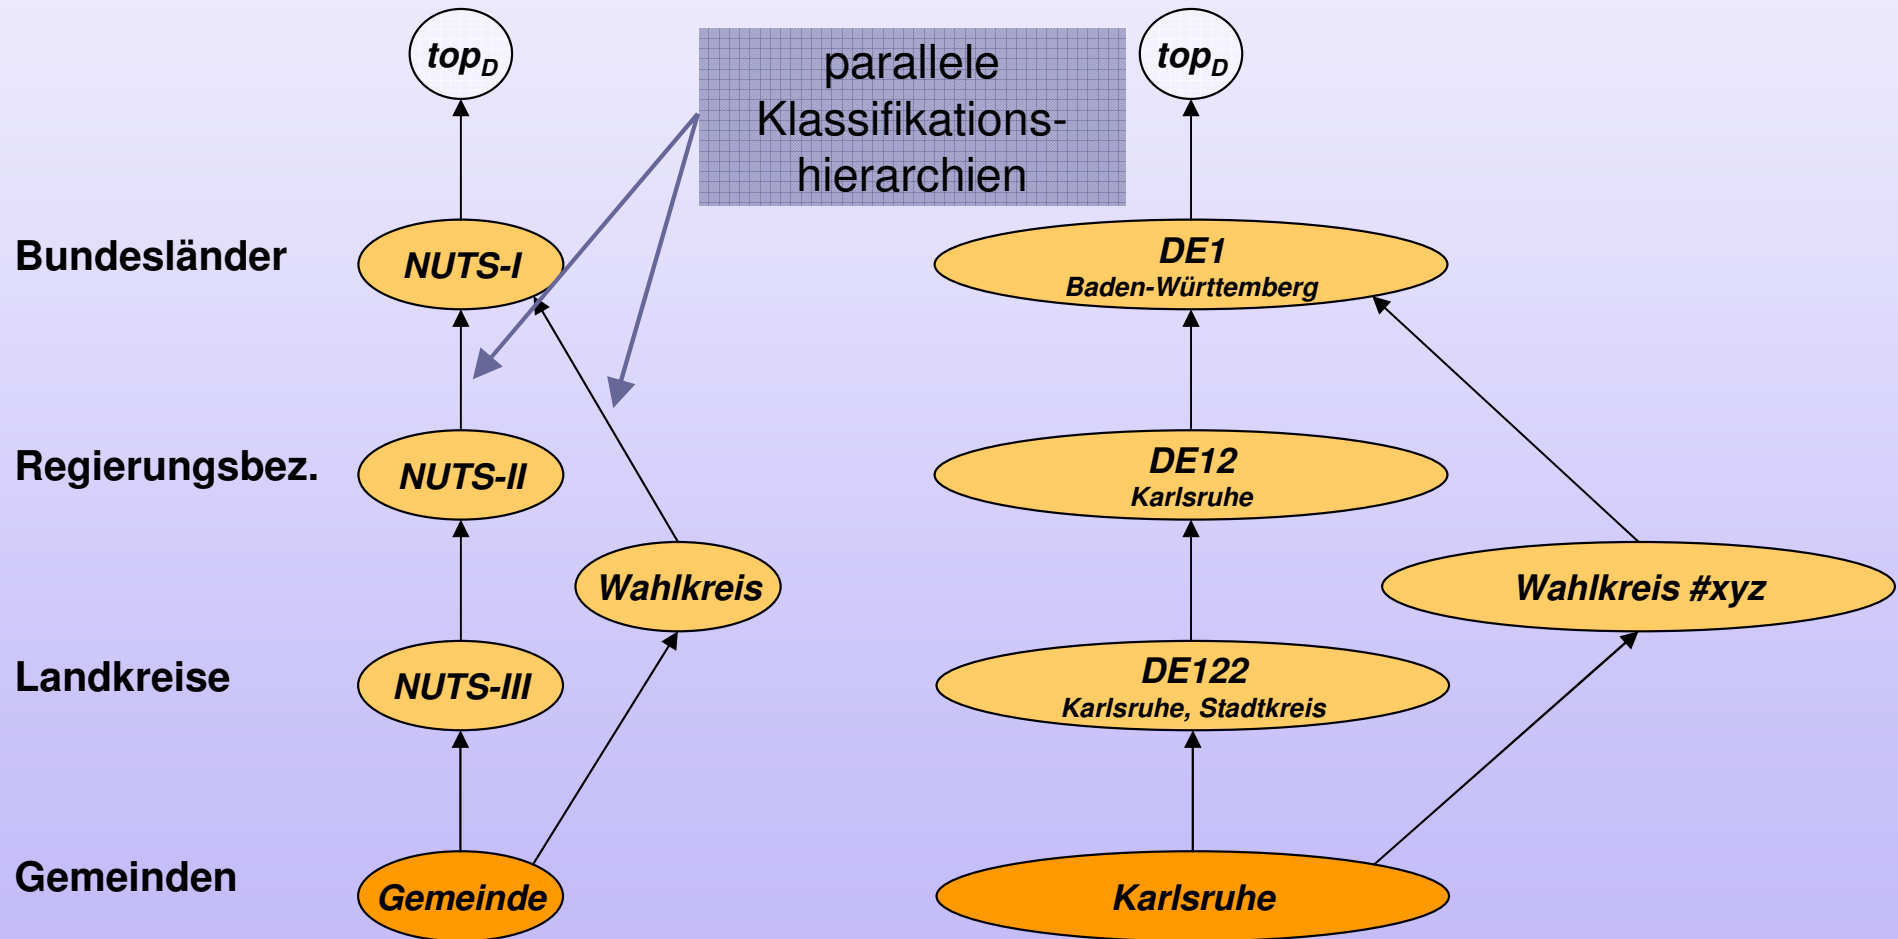 top_D
parallele
Klassifikations-
hierarchien
top_D
Bundesländer
NUTS-I
DE1
Baden-Württemberg
Regierungsbez.
NUTS-II
DE12
Karlsruhe
Wahlkreis
Wahlkreis #xyz
Landkreise
NUTS-III
DE122
Karlsruhe, Stadtkreis
Gemeinden
Gemeinde
Karlsruhe